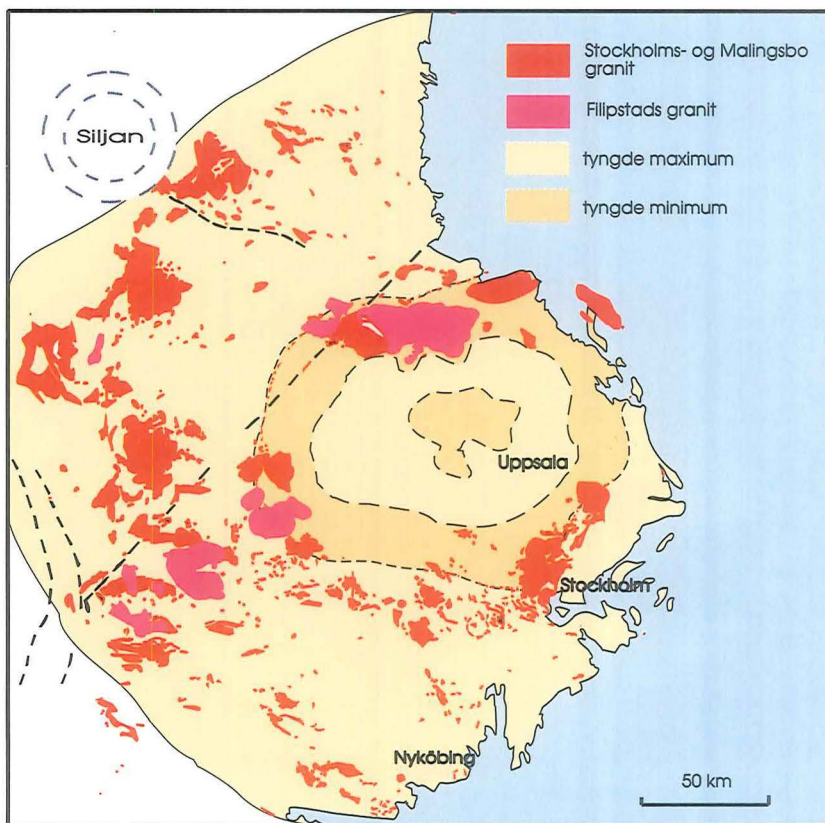 Stockholms- og Malingsbo
granit
Filipstads granit
tyngde maximum
tyngde minimum
Siljan
Uppsala
Stockholm
Nyköbing
50 km